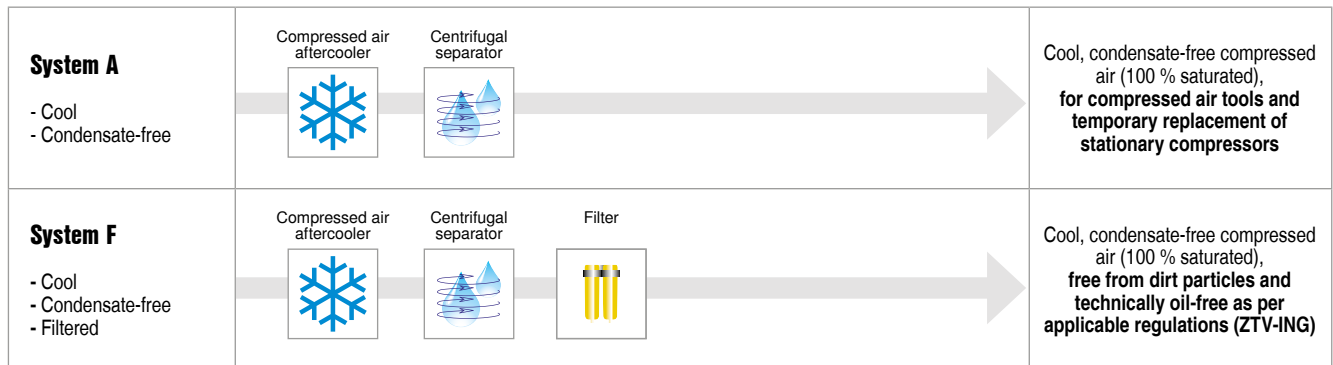 System A
- Cool
- Condensate-free
Compressed air
aftercooler
Centrifugal
separator
Cool, condensate-free compressed
air (100 % saturated),
for compressed air tools and
temporary replacement of
stationary compressors
System F
- Cool
- Condensate-free
- Filtered
Compressed air
aftercooler
Centrifugal
separator
Filter
Cool, condensate-free compressed
air (100 % saturated),
free from dirt particles and
technically oil-free as per
applicable regulations (ZTV-ING)